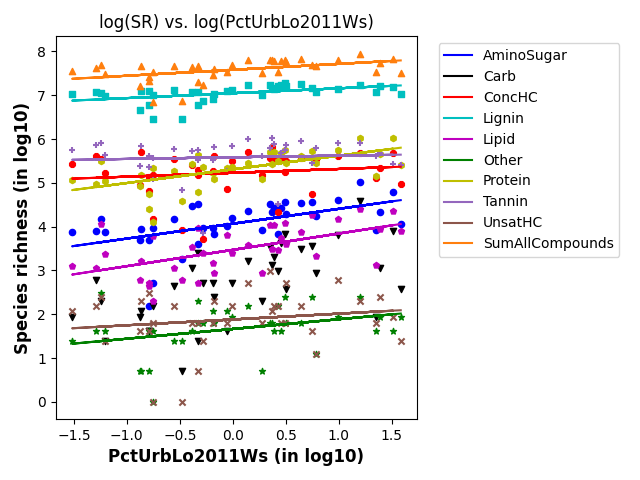 log(SR) vs. log(PctUrbLo2011Ws)
Species richness (in log10)
8
7
6
5
4
3
2
1
0
−1.5
−1.0
−0.5
0.0
0.5
1.0
1.5
PctUrbLo2011Ws (in log10)
AminoSugar
Carb
ConcHC
Lignin
Lipid
Other
Protein
Tannin
UnsatHC
SumAllCompounds